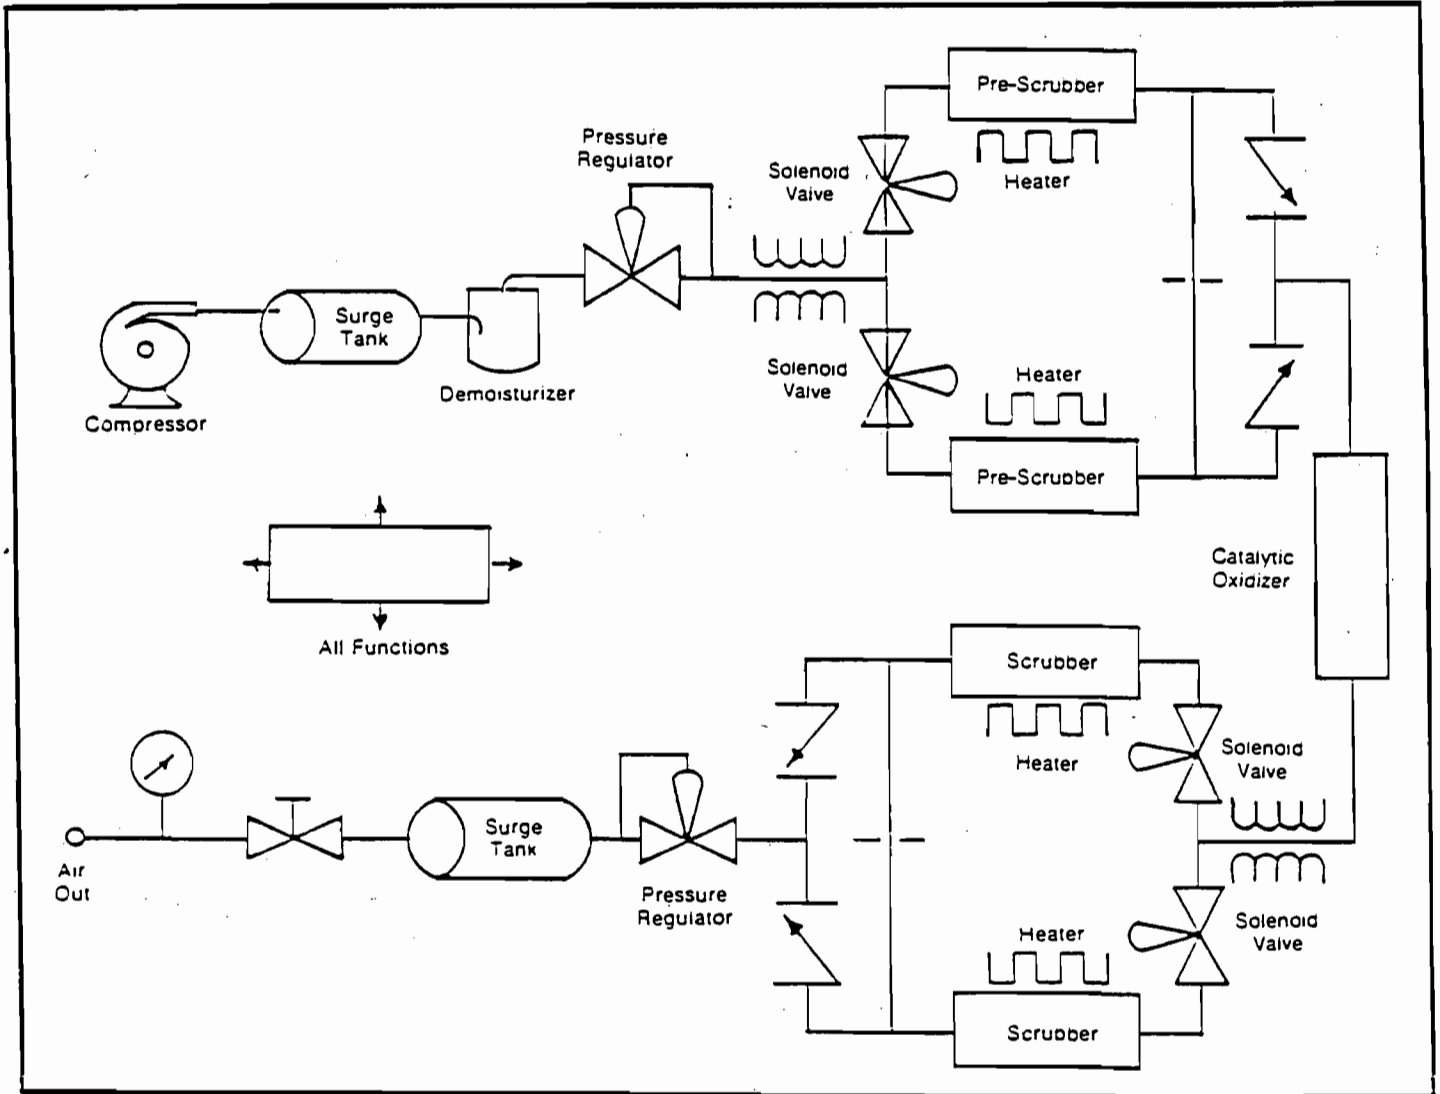 Pre-Scrubber
Pressure
Regulator
Solenoid
Valve
Heater
Surge
Tank
Solenoid
Valve
Heater
Demoisturizer
Compressor
Pre-Scrubber
Catalytic
Oxidizer
All Functions
Scrubber
Solenoid
Valve
Heater
Surge
Tank
Air
Out
Pressure
Regulator
Solenoid
Valve
Heater
Scrubber